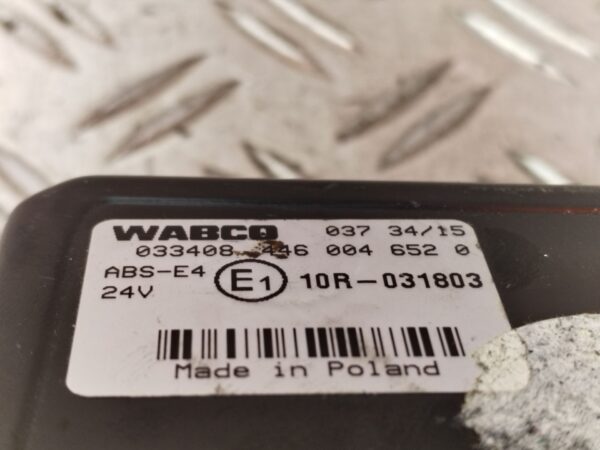 WABCO 037 34/15
033408 446 004 652 0
ABS-E4 E1 10R-031803
24V
Made in Poland